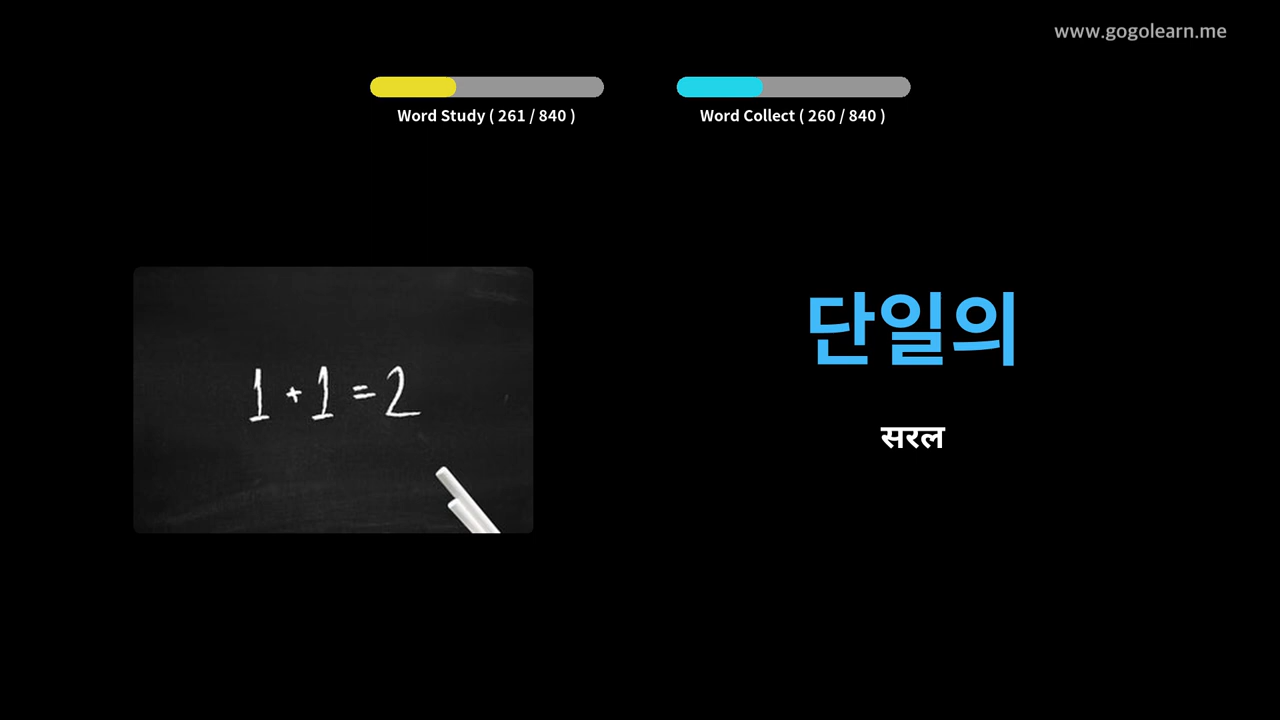 www.gogolearn.me
Word Study ( 261 / 840 )
Word Collect ( 260 / 840 )
1 + 1 = 2
단일의
सरल